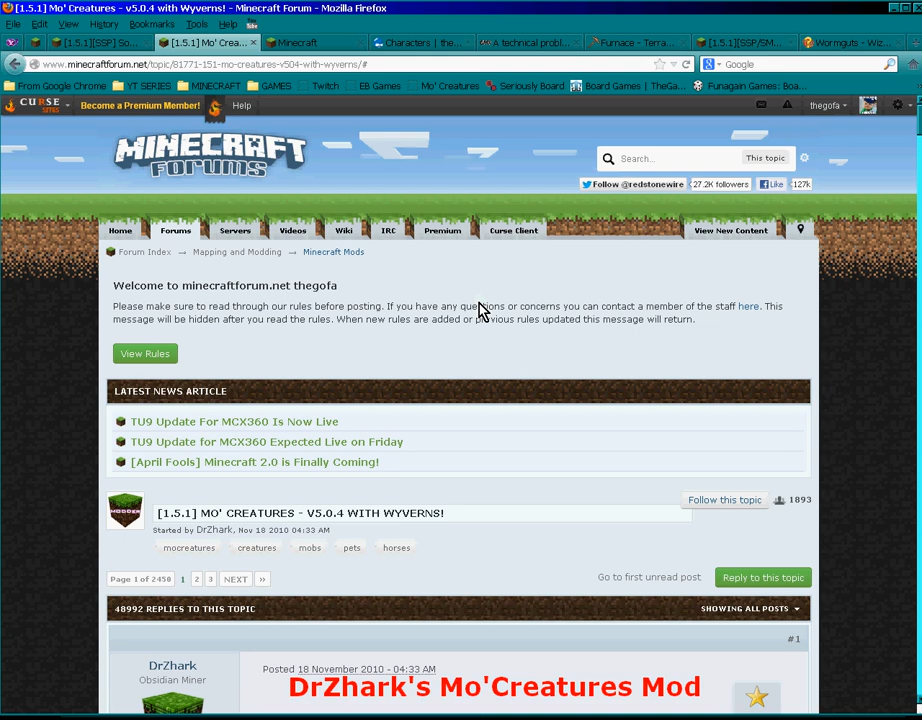 [1.5.1] Mo' Creatures - v5.0.4 with Wyverns! - Minecraft Forum - Mozilla Firefox
File Edit View History Bookmarks Tools Help
[1.5.1][SSP] So... [1.5.1] Mo' Crea... Minecraft Characters | the... A technical probl... Furnace - Terra... [1.5.1][SSP/SM... Wormguts - Wiz...
www.minecraftforum.net/topic/81771-151-mo-creatures-v504-with-wyverns/# Google
From Google Chrome YT SERIES MINECRAFT GAMES Twitch EB Games Mo' Creatures Seriously Board Board Games | TheGa... Funagain Games: Boa...
CURSE SITES Become a Premium Member! Help thegofa
MINECRAFT FORUMS
Search... This topic
Follow @redstonewire 27.2K followers Like 127k
Home Forums Servers Videos Wiki IRC Premium Curse Client View New Content
Forum Index → Mapping and Modding → Minecraft Mods
Welcome to minecraftforum.net thegofa
Please make sure to read through our rules before posting. If you have any questions or concerns you can contact a member of the staff here. This
message will be hidden after you read the rules. When new rules are added or previous rules updated this message will return.
View Rules
LATEST NEWS ARTICLE
TU9 Update For MCX360 Is Now Live
TU9 Update for MCX360 Expected Live on Friday
[April Fools] Minecraft 2.0 is Finally Coming!
MODDER
Follow this topic 1893
[1.5.1] MO' CREATURES - V5.0.4 WITH WYVERNS!
Started by DrZhark, Nov 18 2010 04:33 AM
mocreatures creatures mobs pets horses
Page 1 of 2450 1 2 3 NEXT »
Go to first unread post Reply to this topic
48992 REPLIES TO THIS TOPIC SHOWING ALL POSTS
#1
DrZhark
Obsidian Miner
Posted 18 November 2010 - 04:33 AM
DrZhark's Mo'Creatures Mod